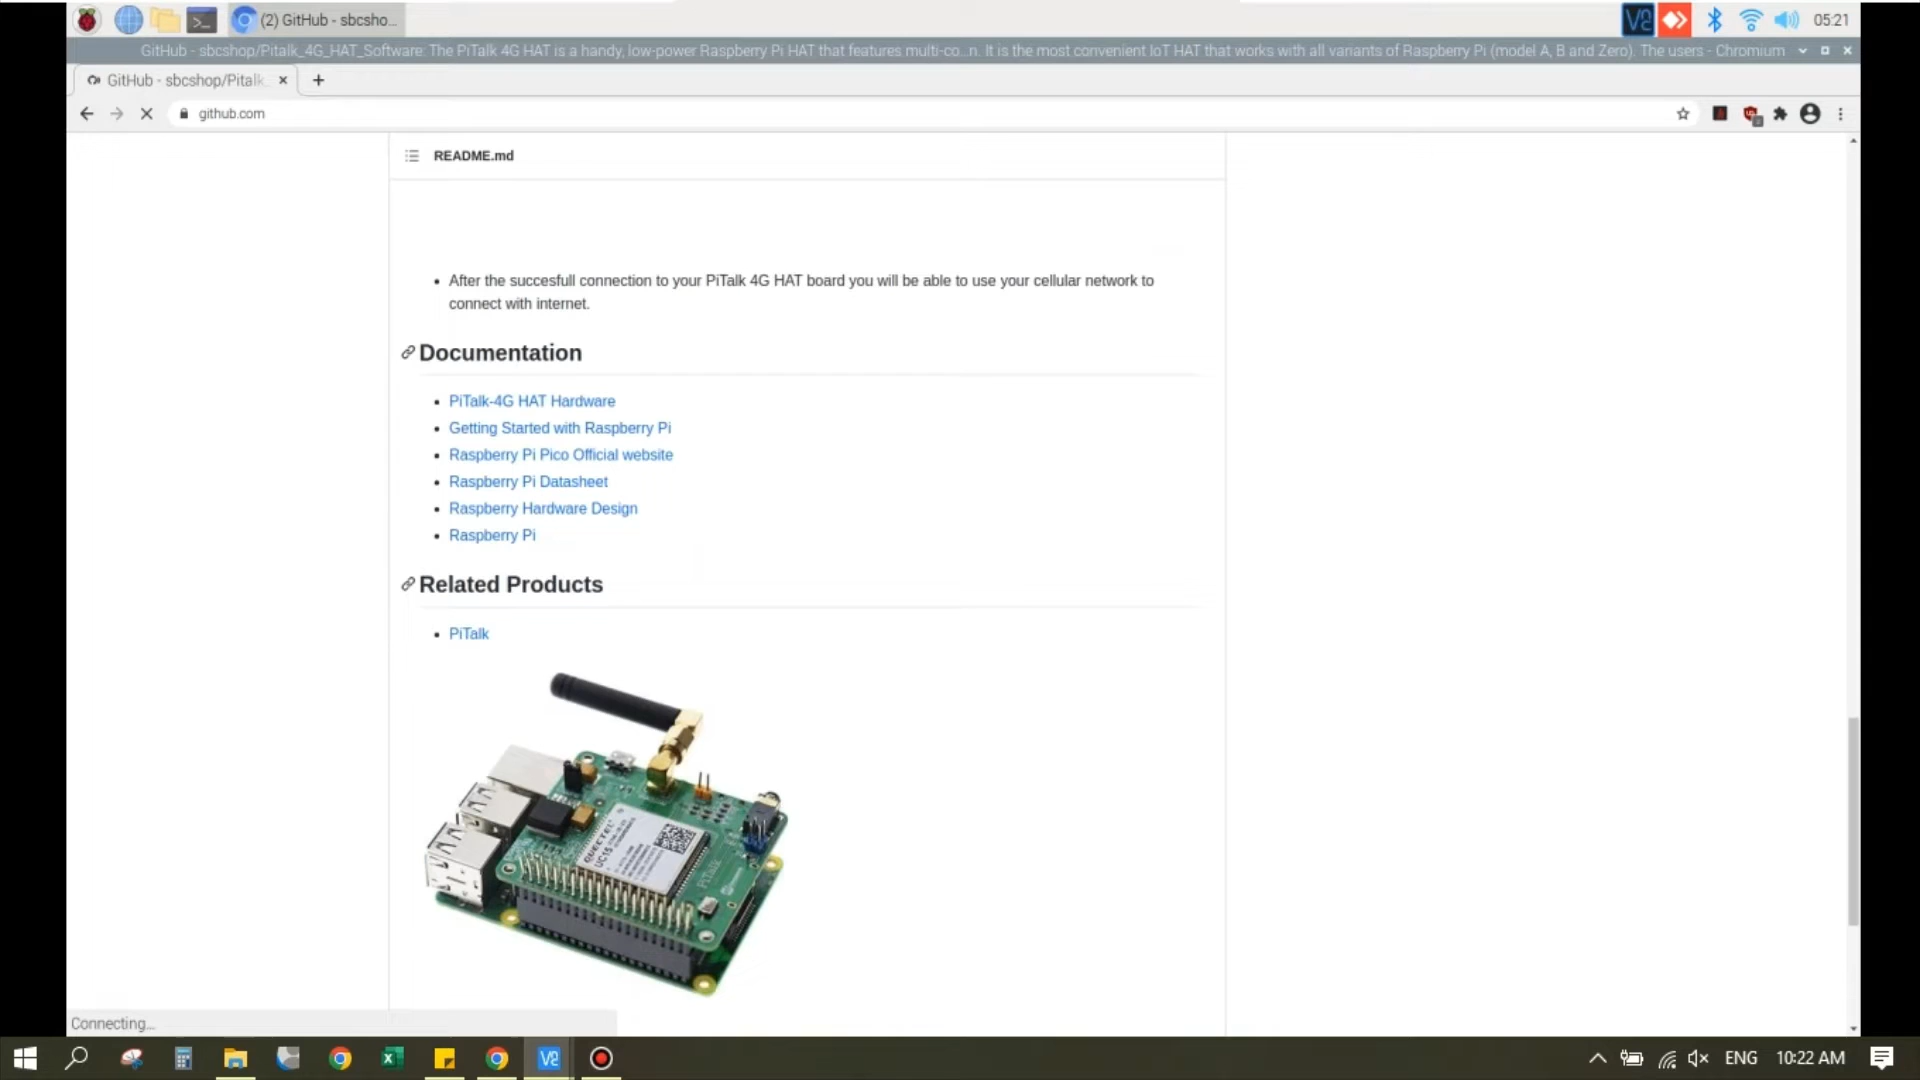 (2) GitHub - sbcsho...
05:21
GitHub - sbcshop/Pitalk_4G_HAT_Software: The PiTalk 4G HAT is a handy, low-power Raspberry Pi HAT that features multi-co...n. It is the most convenient IoT HAT that works with all variants of Raspberry Pi (model A, B and Zero). The users - Chromium
GitHub - sbcshop/Pitalk
github.com
README.md
After the succesfull connection to your PiTalk 4G HAT board you will be able to use your cellular network to
connect with internet.
Documentation
PiTalk-4G HAT Hardware
Getting Started with Raspberry Pi
Raspberry Pi Pico Official website
Raspberry Pi Datasheet
Raspberry Hardware Design
Raspberry Pi
Related Products
PiTalk
QUECTEL
UC15
PiTalk
Connecting...
ENG
10:22 AM